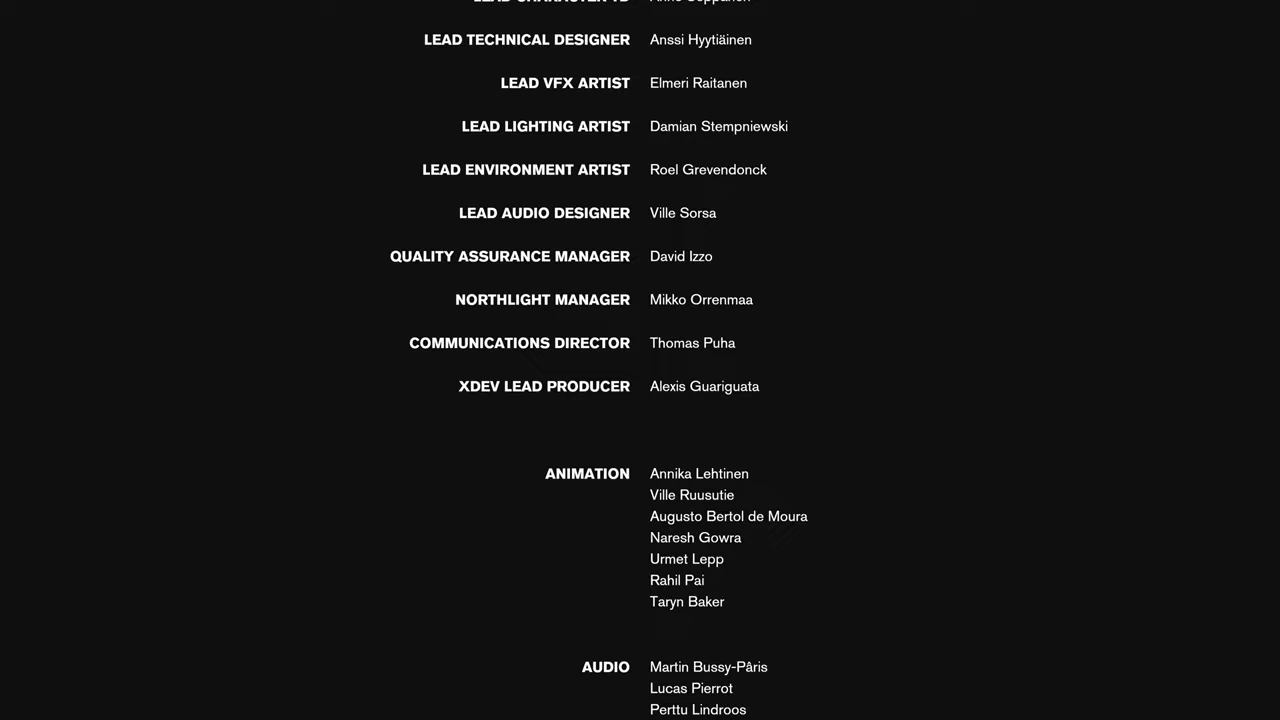 LEAD TECHNICAL DESIGNER Anssi Hyytiäinen
LEAD VFX ARTIST Elmeri Raitanen
LEAD LIGHTING ARTIST Damian Stempniewski
LEAD ENVIRONMENT ARTIST Roel Grevendonck
LEAD AUDIO DESIGNER Ville Sorsa
QUALITY ASSURANCE MANAGER David Izzo
NORTHLIGHT MANAGER Mikko Orrenmaa
COMMUNICATIONS DIRECTOR Thomas Puha
XDEV LEAD PRODUCER Alexis Guariguata
ANIMATION Annika Lehtinen
Ville Ruusutie
Augusto Bertol de Moura
Naresh Gowra
Urmet Lepp
Rahil Pai
Taryn Baker
AUDIO Martin Bussy-Pâris
Lucas Pierrot
Perttu Lindroos